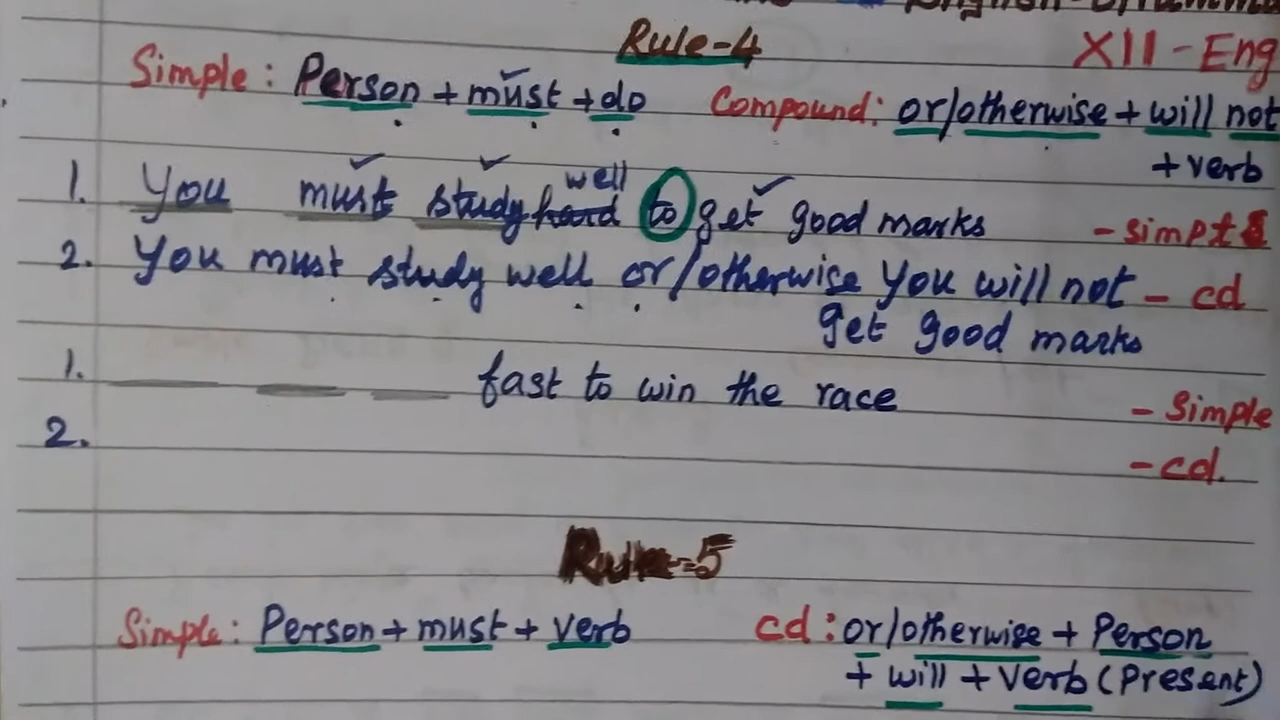 Rule-4
XII - Eng
Simple: Person + must + do Compound: or/otherwise + will not
+ verb
1. You must study well to get good marks - simple
2. You must study well or/otherwise you will not - cd
get good marks
1. fast to win the race - Simple
2. - cd.
Rule-5
Simple: Person + must + verb cd: or/otherwise + Person
+ will + verb (Present)